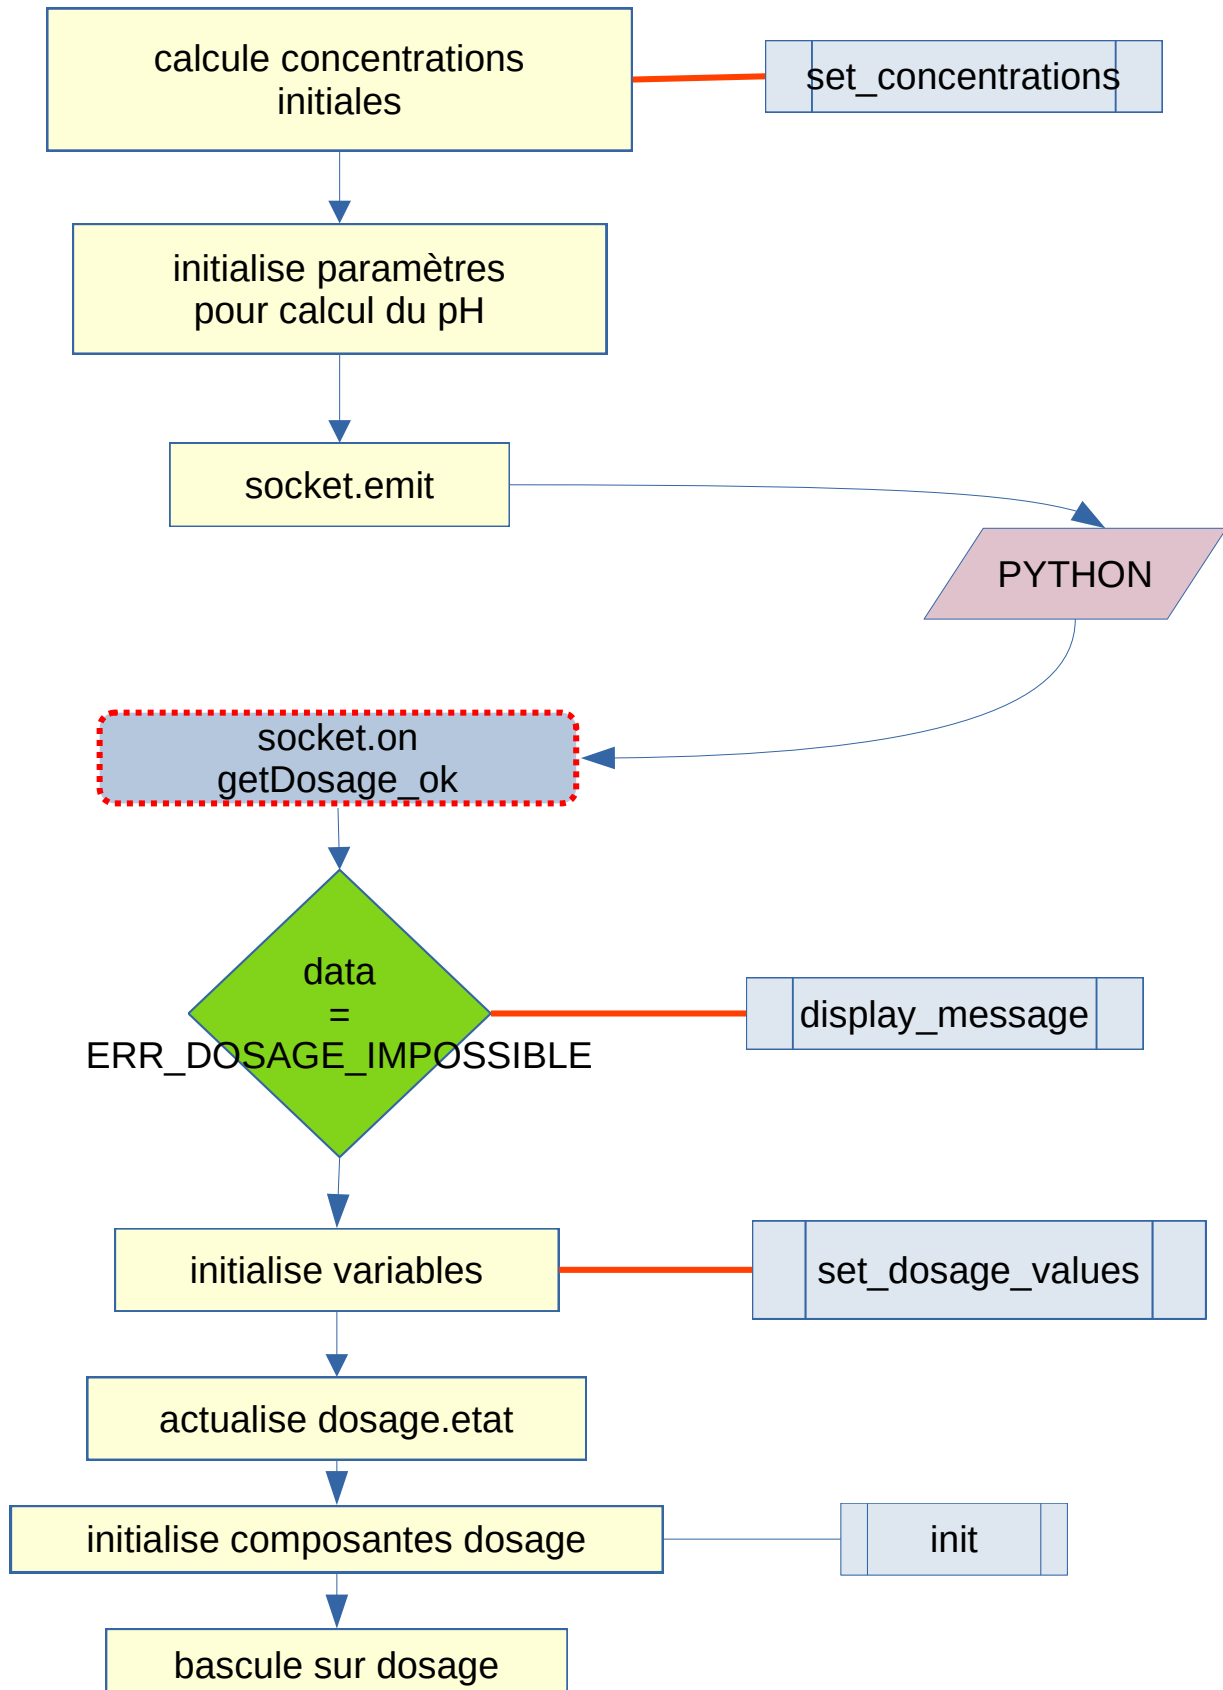 calcule concentrations
initiales
set_concentrations
initialise paramètres
pour calcul du pH
socket.emit
PYTHON
socket.on
getDosage_ok
data
=
ERR_DOSAGE_IMPOSSIBLE
display_message
initialise variables
set_dosage_values
actualise dosage.etat
initialise composantes dosage
init
bascule sur dosage